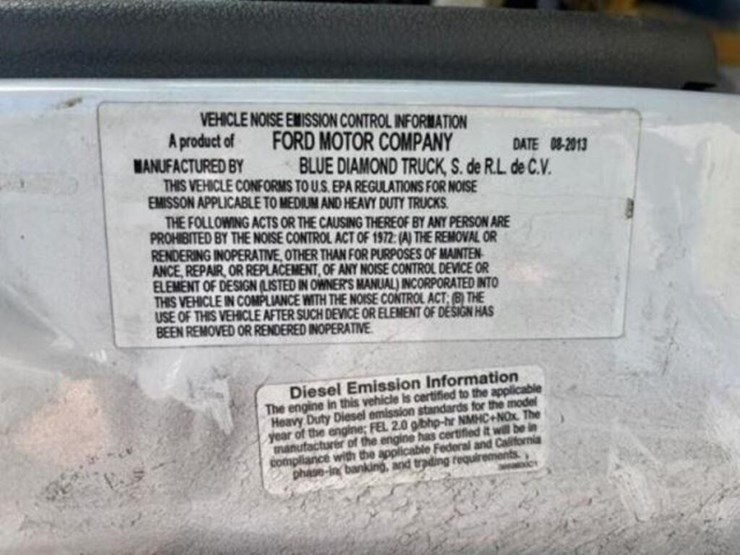 VEHICLE NOISE EMISSION CONTROL INFORMATION
A product of FORD MOTOR COMPANY DATE 08-2013
MANUFACTURED BY BLUE DIAMOND TRUCK, S. de R.L. de C.V.
THIS VEHICLE CONFORMS TO U.S. EPA REGULATIONS FOR NOISE
EMISSON APPLICABLE TO MEDIUM AND HEAVY DUTY TRUCKS.
THE FOLLOWING ACTS OR THE CAUSING THEREOF BY ANY PERSON ARE
PROHIBITED BY THE NOISE CONTROL ACT OF 1972: (A) THE REMOVAL OR
RENDERING INOPERATIVE, OTHER THAN FOR PURPOSES OF MAINTEN-
ANCE, REPAIR, OR REPLACEMENT, OF ANY NOISE CONTROL DEVICE OR
ELEMENT OF DESIGN (LISTED IN OWNER'S MANUAL) INCORPORATED INTO
THIS VEHICLE IN COMPLIANCE WITH THE NOISE CONTROL ACT; (B) THE
USE OF THIS VEHICLE AFTER SUCH DEVICE OR ELEMENT OF DESIGN HAS
BEEN REMOVED OR RENDERED INOPERATIVE.
Diesel Emission Information
The engine in this vehicle is certified to the applicable
Heavy Duty Diesel emission standards for the model
year of the engine; FEL 2.0 g/bhp-hr NMHC+NOx. The
manufacturer of the engine has certified it will be in
compliance with the applicable Federal and California
phase-in, banking, and trading requirements.